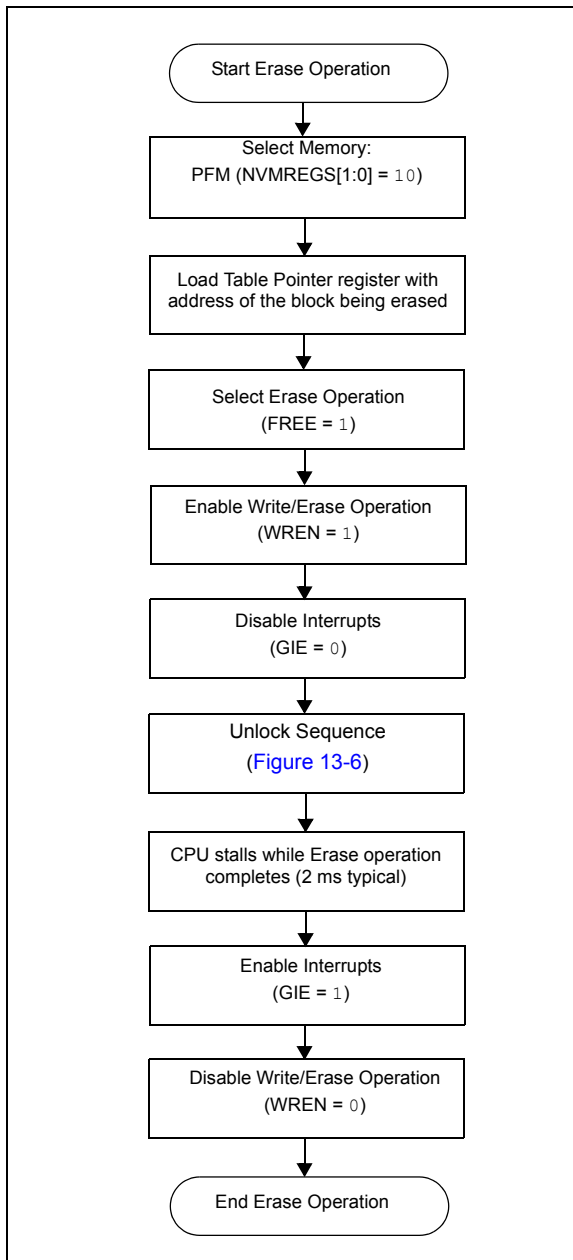 Start Erase Operation
Select Memory:
PFM (NVMREGS[1:0] = 10)
Load Table Pointer register with
address of the block being erased
Select Erase Operation
(FREE = 1)
Enable Write/Erase Operation
(WREN = 1)
Disable Interrupts
(GIE = 0)
Unlock Sequence
(Figure 13-6)
CPU stalls while Erase operation
completes (2 ms typical)
Enable Interrupts
(GIE = 1)
Disable Write/Erase Operation
(WREN = 0)
End Erase Operation